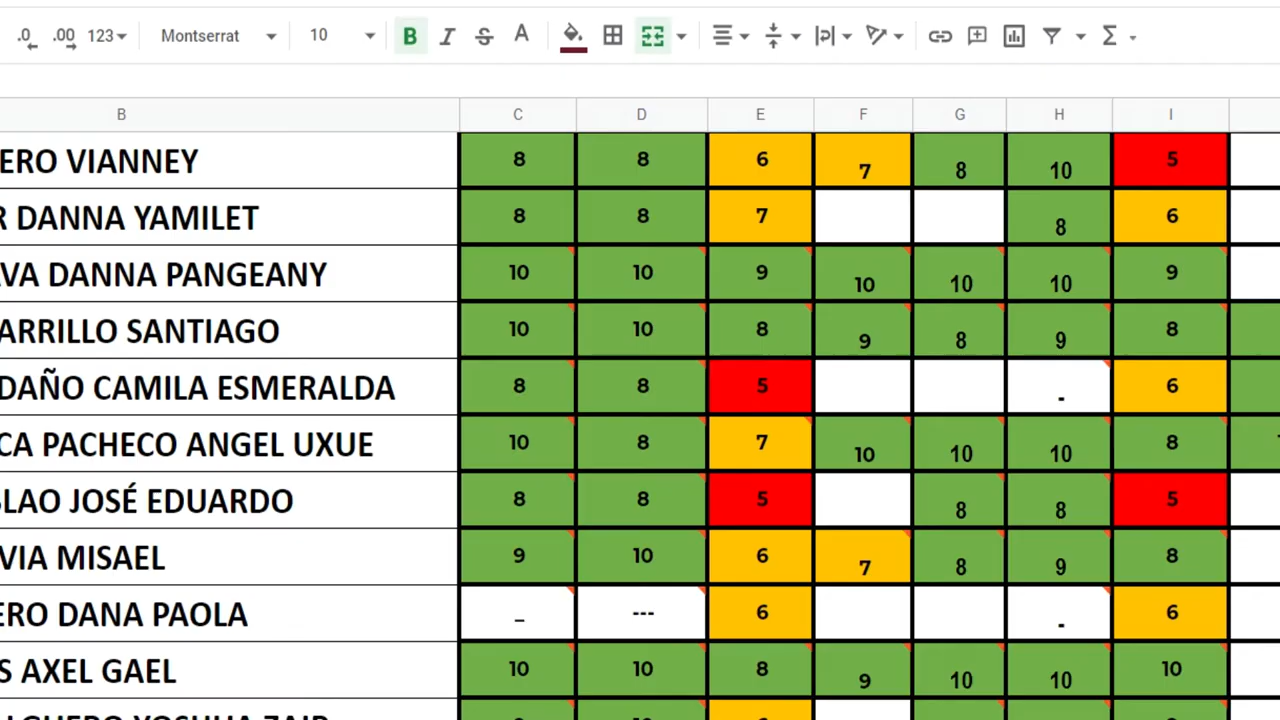 .0 .00 123 Montserrat 10 B I S A Σ
B C D E F G H I
ERO VIANNEY 8 8 6 7 8 10 5
R DANNA YAMILET 8 8 7 8 6
AVA DANNA PANGEANY 10 10 9 10 10 10 9
ARRILLO SANTIAGO 10 10 8 9 8 9 8
DAÑO CAMILA ESMERALDA 8 8 5 - 6
CA PACHECO ANGEL UXUE 10 8 7 10 10 10 8
BLAO JOSÉ EDUARDO 8 8 5 8 8 5
VIA MISAEL 9 10 6 7 8 9 8
ERO DANA PAOLA _ --- 6 - 6
S AXEL GAEL 10 10 8 9 10 10 10